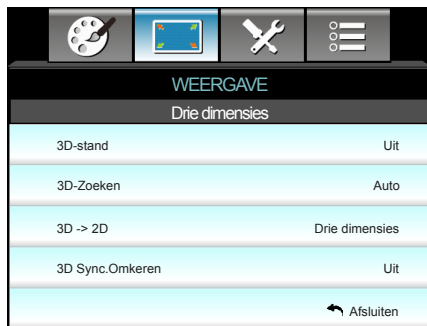 WEERGAVE
Drie dimensies
3D-stand Uit
3D-Zoeken Auto
3D -> 2D Drie dimensies
3D Sync.Omkeren Uit
Afsluiten